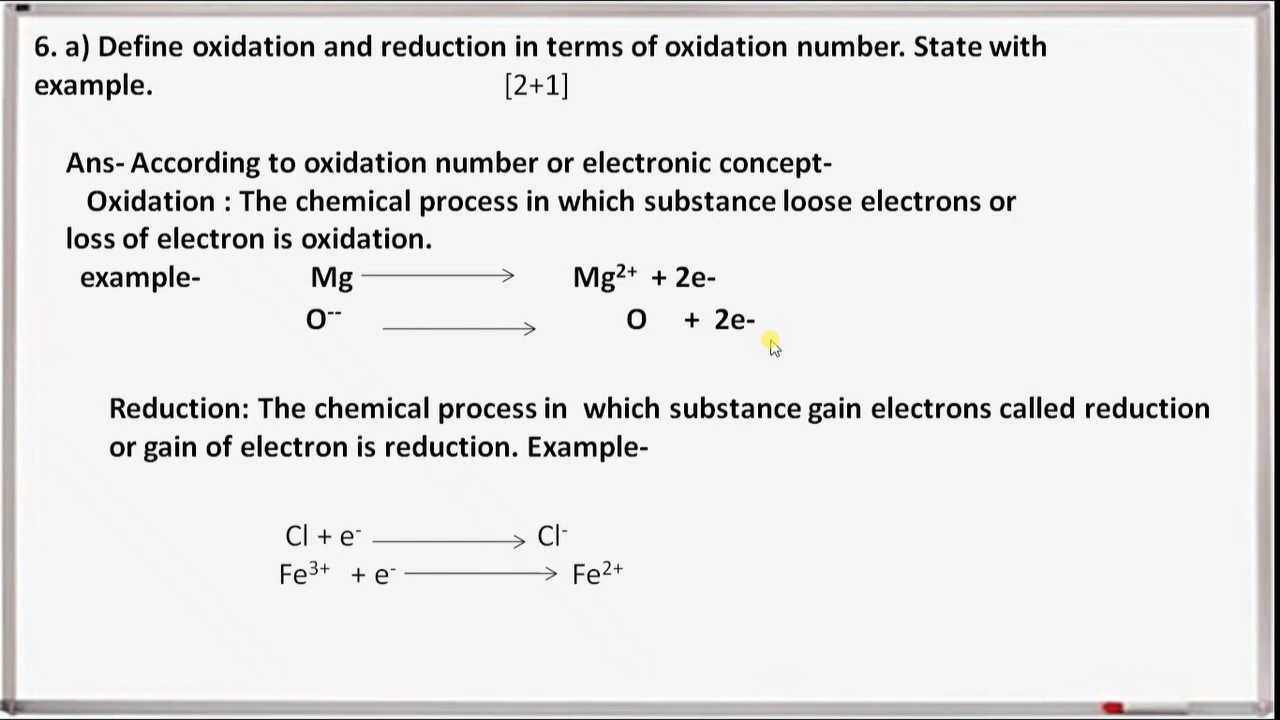 6. a) Define oxidation and reduction in terms of oxidation number. State with
example. [2+1]
Ans- According to oxidation number or electronic concept-
Oxidation : The chemical process in which substance loose electrons or
loss of electron is oxidation.
example- Mg ⟶ Mg²⁺ + 2e-
O⁻⁻ ⟶ O + 2e-
Reduction: The chemical process in which substance gain electrons called reduction
or gain of electron is reduction. Example-
Cl + e⁻ ⟶ Cl⁻
Fe³⁺ + e⁻ ⟶ Fe²⁺